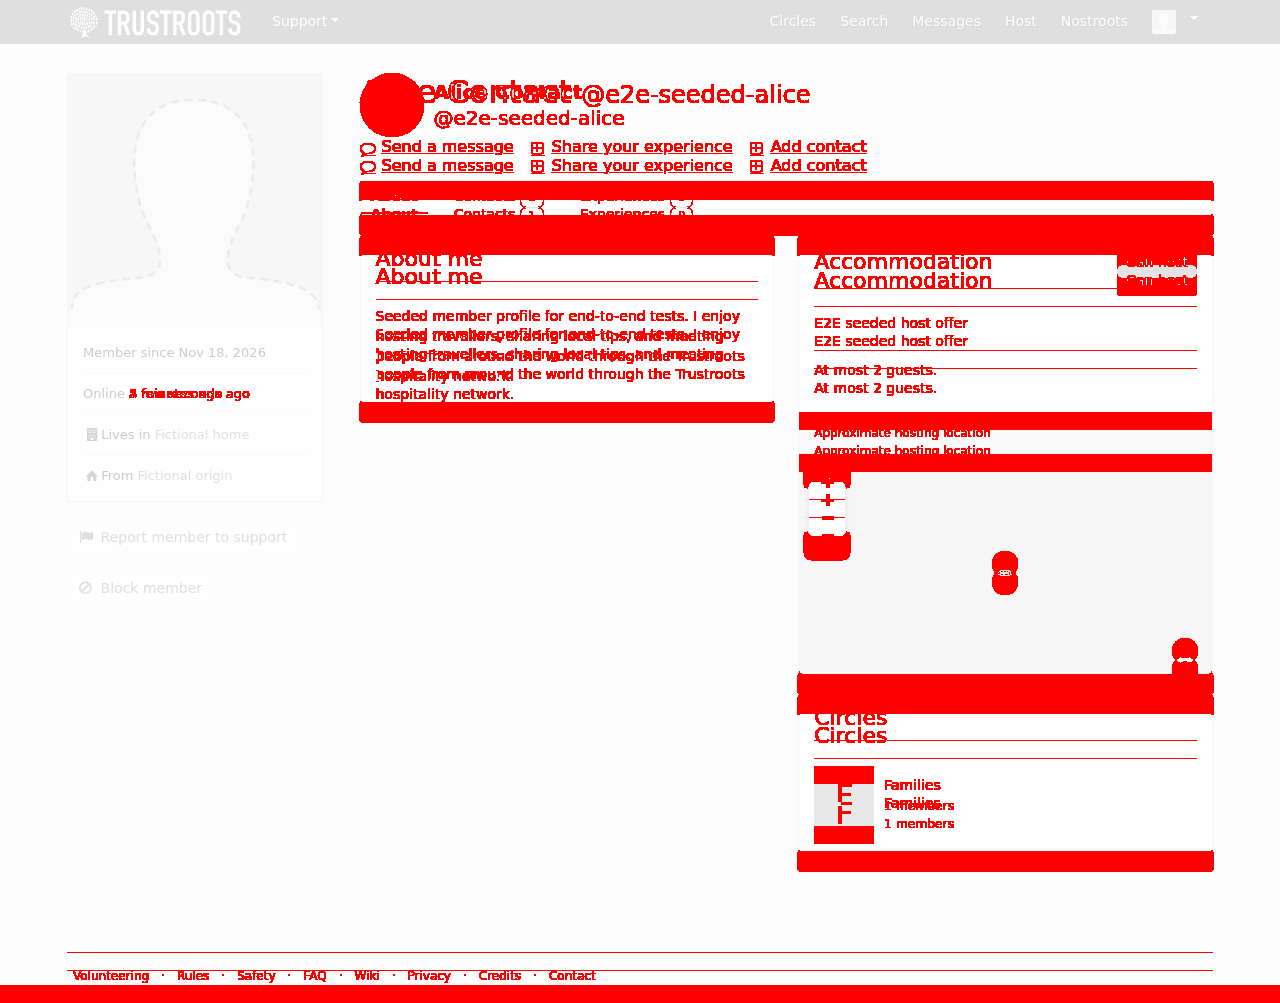 TRUSTROOTS
Support
Circles
Search
Messages
Host
Nostroots
Alice Contact @e2e-seeded-alice
@e2e-seeded-alice
Send a message
Share your experience
Add contact
Send a message
Share your experience
Add contact
About
Contacts
Experiences
Member since Nov 18, 2026
Online
ago
Lives in Fictional home
From Fictional origin
Report member to support
Block member
About me
About me
Seeded member profile for end-to-end tests. I enjoy
hosting travellers, sharing local tips, and meeting
people from around the world through the Trustroots
hospitality network.
Accommodation
Accommodation
E2E seeded host offer
E2E seeded host offer
At most 2 guests.
At most 2 guests.
Approximate hosting location
Approximate hosting location
+
+
−
Circles
Circles
F
F
Families
Families
1 members
1 members
Volunteering · Rules · Safety · FAQ · Wiki · Privacy · Credits · Contact